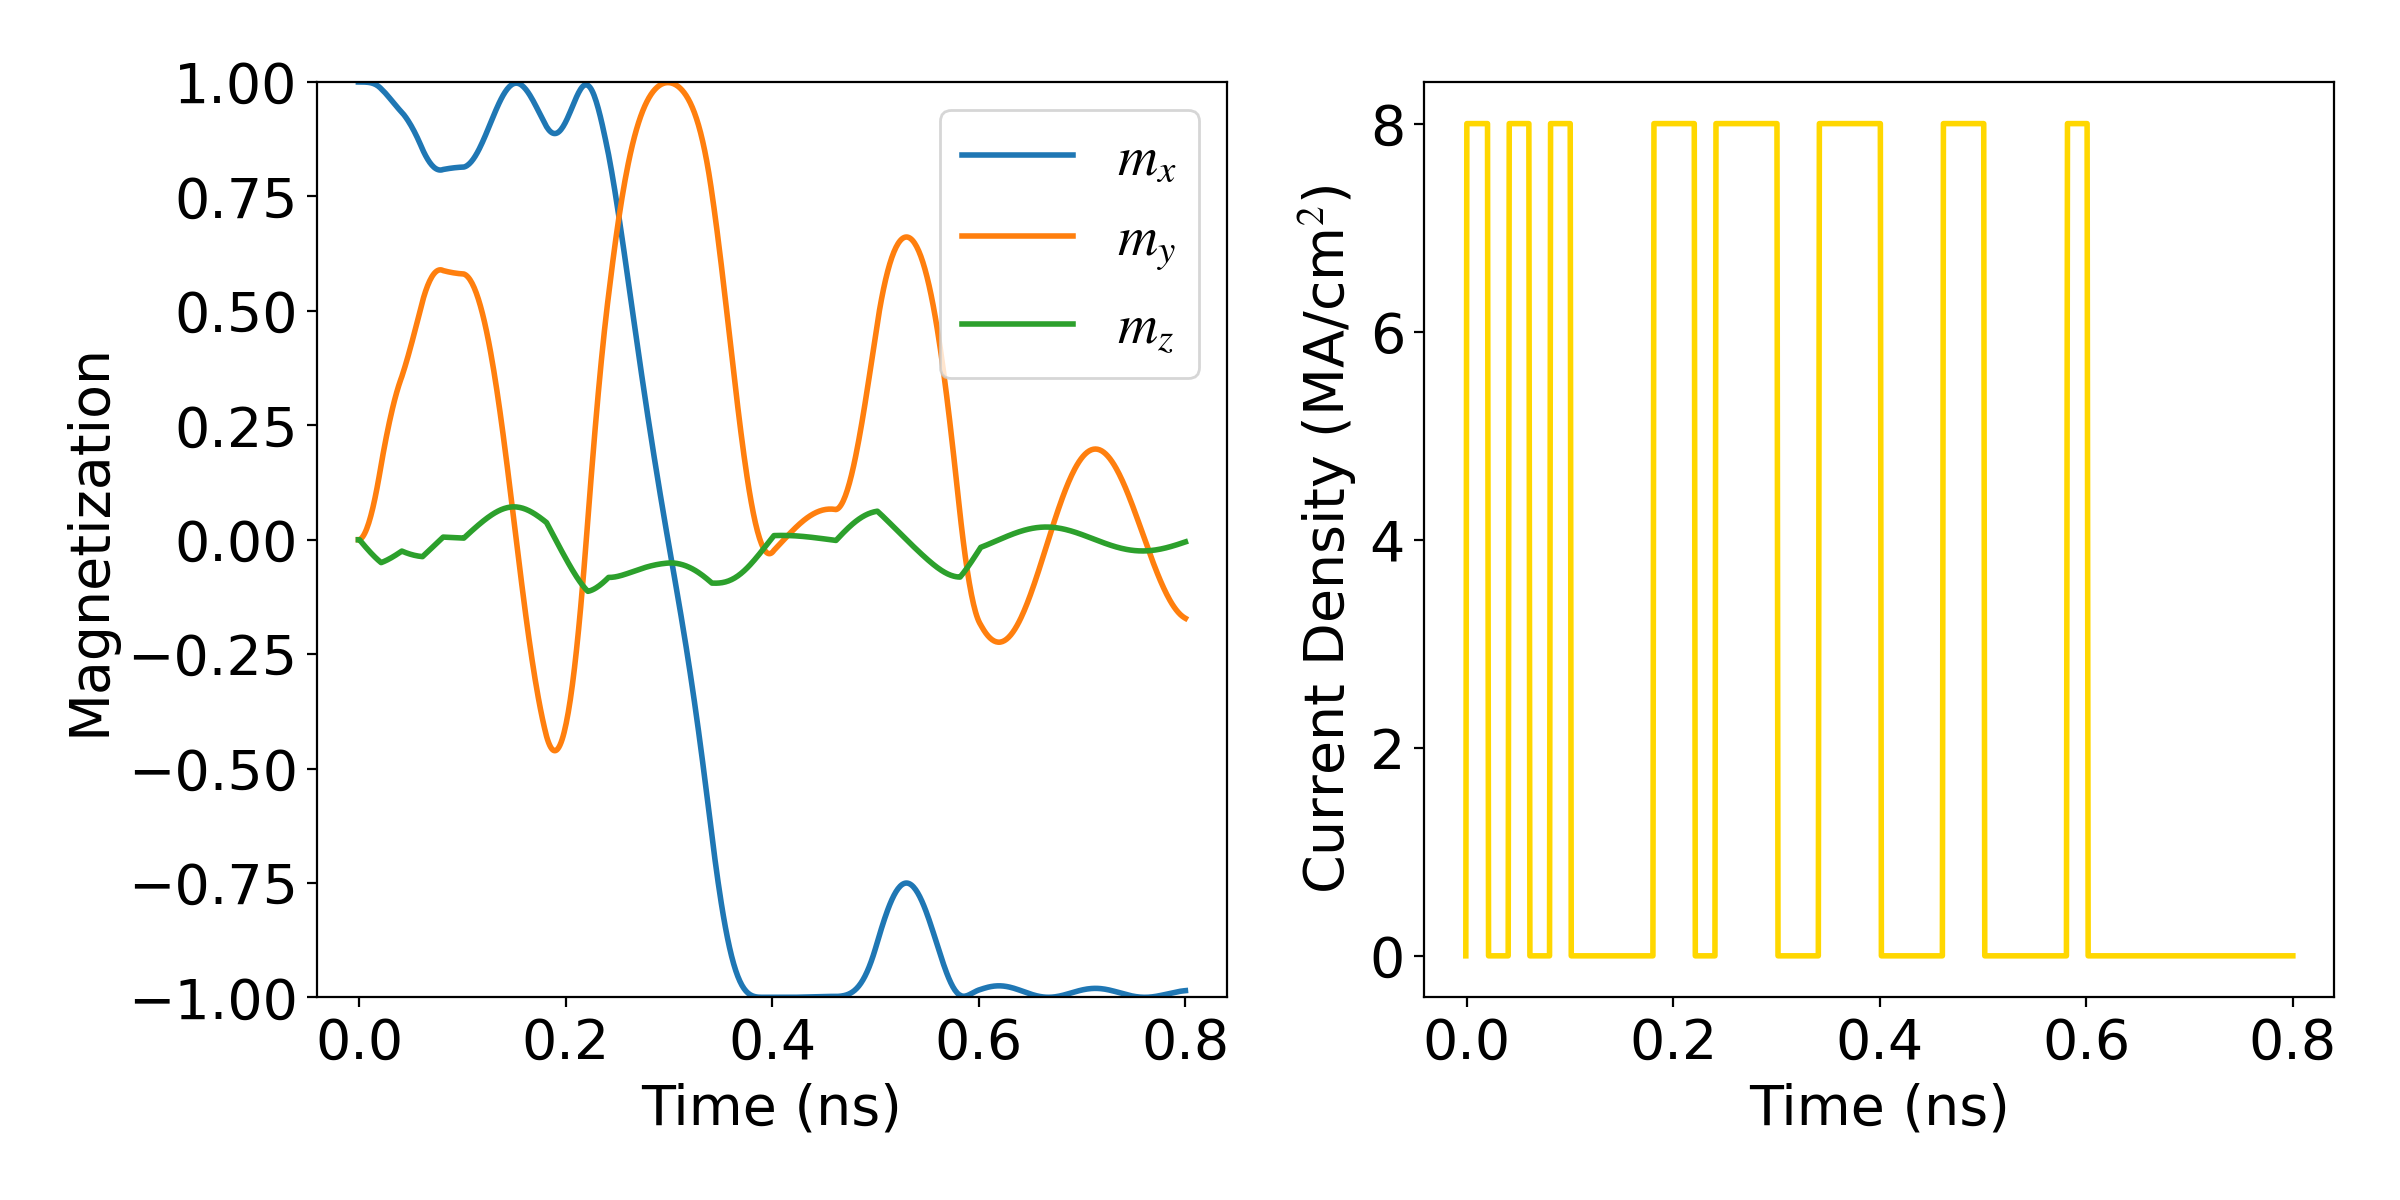 Magnetization
1.00
0.75
0.50
0.25
0.00
−0.25
−0.50
−0.75
−1.00
0.0 0.2 0.4 0.6 0.8
Time (ns)
m_x
m_y
m_z
Current Density (MA/cm²)
8
6
4
2
0
0.0 0.2 0.4 0.6 0.8
Time (ns)